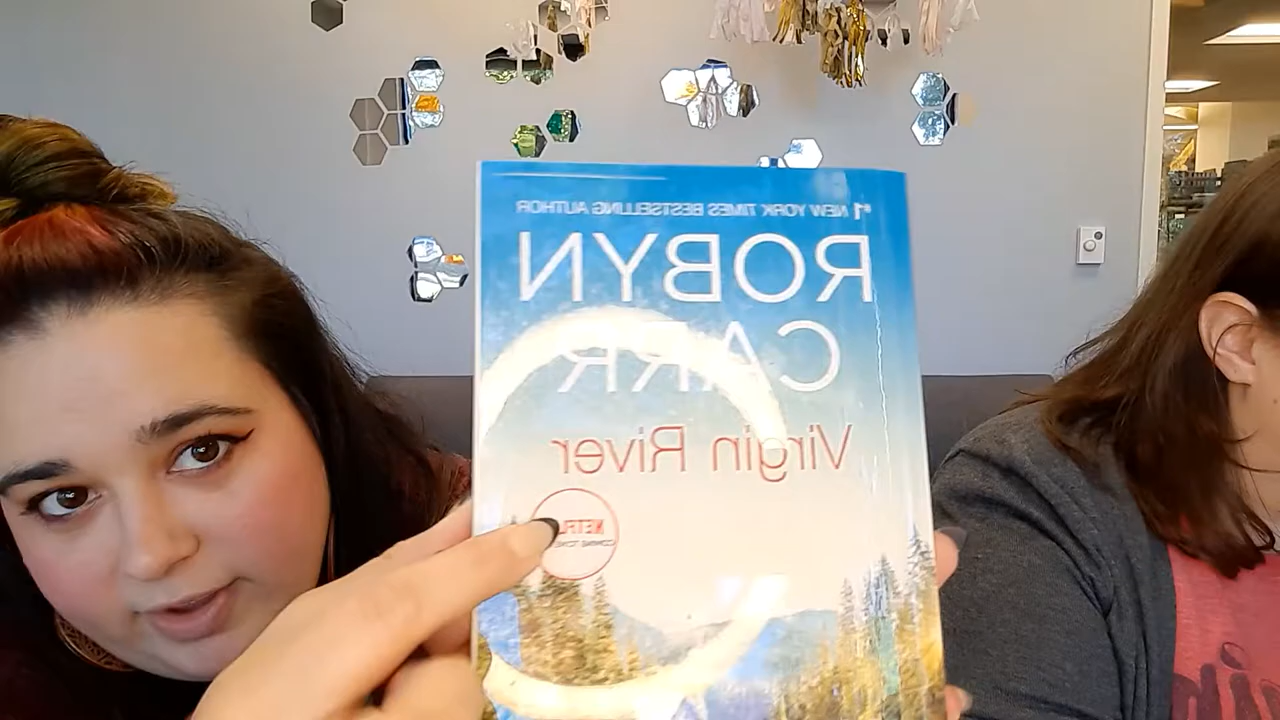 #1 NEW YORK TIMES BESTSELLING AUTHOR
ROBYN
CARR
Virgin River